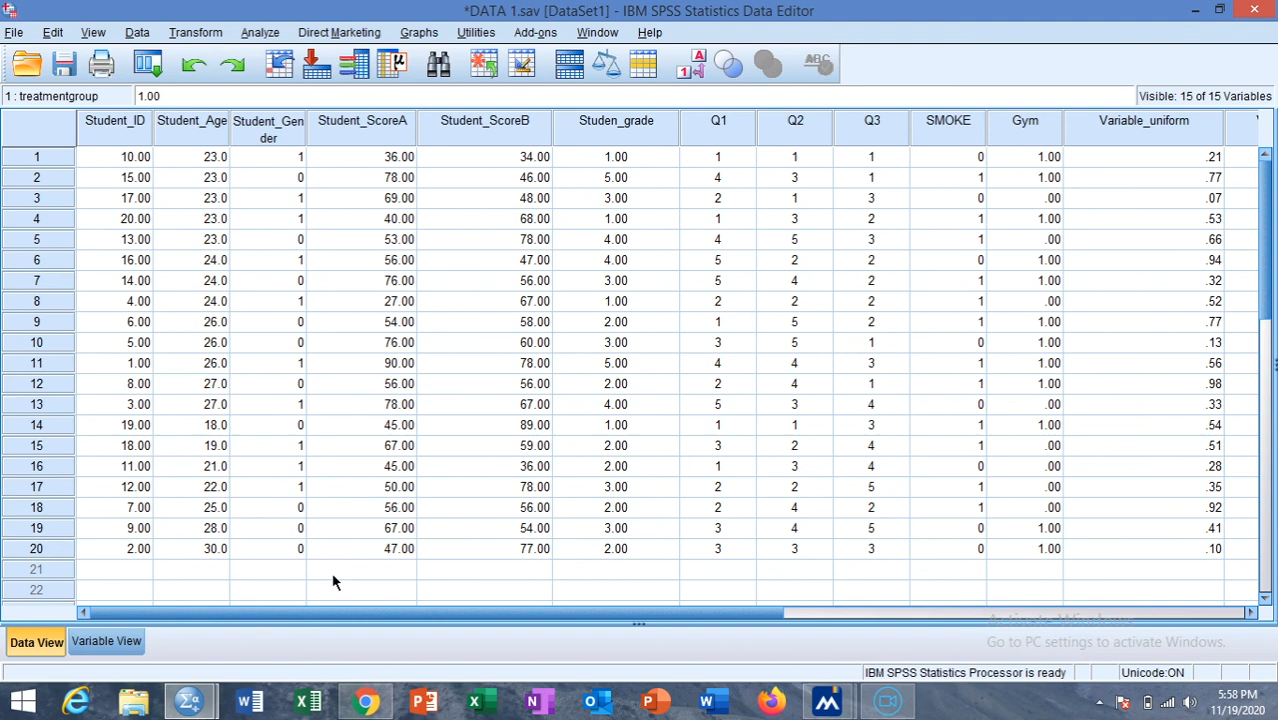 *DATA 1.sav [DataSet1] - IBM SPSS Statistics Data Editor
File Edit View Data Transform Analyze Direct Marketing Graphs Utilities Add-ons Window Help
1 : treatmentgroup 1.00 Visible: 15 of 15 Variables
Student_ID Student_Age Student_Gender Student_ScoreA Student_ScoreB Studen_grade Q1 Q2 Q3 SMOKE Gym Variable_uniform
1 10.00 23.0 1 36.00 34.00 1.00 1 1 1 0 1.00 .21
2 15.00 23.0 0 78.00 46.00 5.00 4 3 1 1 1.00 .77
3 17.00 23.0 1 69.00 48.00 3.00 2 1 3 0 .00 .07
4 20.00 23.0 1 40.00 68.00 1.00 1 3 2 1 1.00 .53
5 13.00 23.0 0 53.00 78.00 4.00 4 5 3 1 .00 .66
6 16.00 24.0 1 56.00 47.00 4.00 5 2 2 0 1.00 .94
7 14.00 24.0 0 76.00 56.00 3.00 5 4 2 1 1.00 .32
8 4.00 24.0 1 27.00 67.00 1.00 2 2 2 1 .00 .52
9 6.00 26.0 0 54.00 58.00 2.00 1 5 2 1 1.00 .77
10 5.00 26.0 0 76.00 60.00 3.00 3 5 1 0 1.00 .13
11 1.00 26.0 1 90.00 78.00 5.00 4 4 3 1 1.00 .56
12 8.00 27.0 0 56.00 56.00 2.00 2 4 1 1 1.00 .98
13 3.00 27.0 1 78.00 67.00 4.00 5 3 4 0 .00 .33
14 19.00 18.0 0 45.00 89.00 1.00 1 1 3 1 1.00 .54
15 18.00 19.0 1 67.00 59.00 2.00 3 2 4 1 .00 .51
16 11.00 21.0 1 45.00 36.00 2.00 1 3 4 0 .00 .28
17 12.00 22.0 1 50.00 78.00 3.00 2 2 5 1 .00 .35
18 7.00 25.0 0 56.00 56.00 2.00 2 4 2 1 .00 .92
19 9.00 28.0 0 67.00 54.00 3.00 3 4 5 0 1.00 .41
20 2.00 30.0 0 47.00 77.00 2.00 3 3 3 0 1.00 .10
21
22
Activate Windows
Go to PC settings to activate Windows.
Data View Variable View
IBM SPSS Statistics Processor is ready Unicode:ON
5:58 PM
11/19/2020